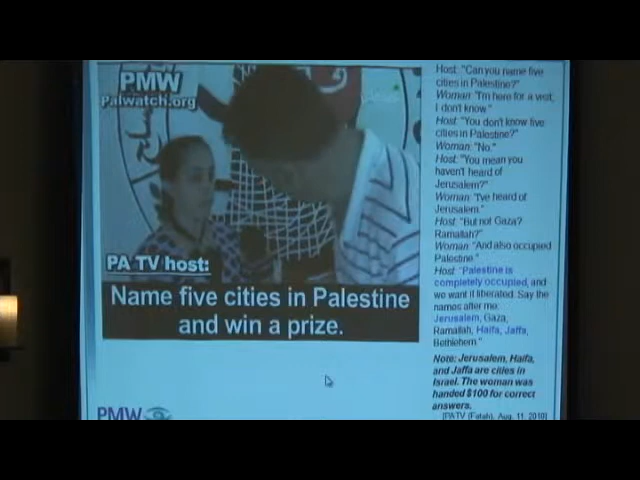 PMW
Palwatch.org
PA TV host:
Name five cities in Palestine
and win a prize.
PMW
Host: "Can you name five
cities in Palestine?"
Woman: "I'm here for a visit,
I don't know."
Host: "You don't know five
cities in Palestine?"
Woman: "No."
Host: "You mean you
haven't heard of
Jerusalem?"
Woman: "I've heard of
Jerusalem."
Host: "But not Gaza?
Ramallah?"
Woman: "And also occupied
Palestine."
Host: "Palestine is
completely occupied, and
we want it liberated. Say the
names after me:
Jerusalem, Gaza,
Ramallah, Haifa, Jaffa,
Bethlehem."
Note: Jerusalem, Haifa,
and Jaffa are cities in
Israel. The woman was
handed $100 for correct
answers.
[PA TV (Fatah), Aug. 11, 2010]